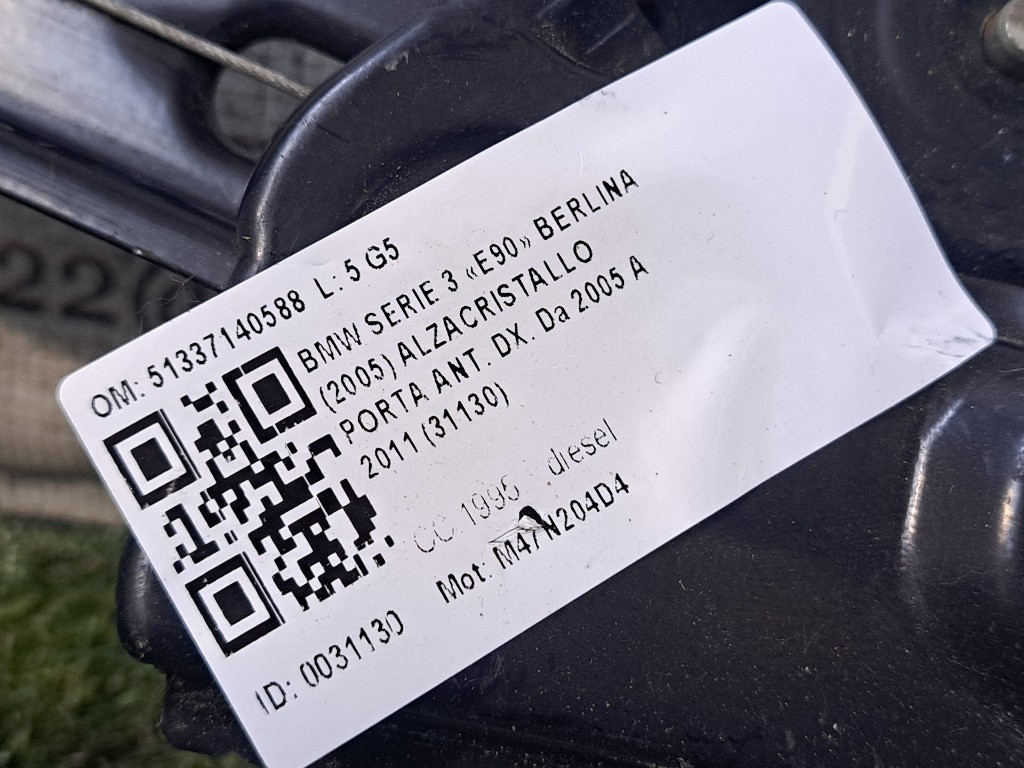 OM: 51337140588 L: 5 G5
BMW SERIE 3 «E90» BERLINA
(2005) ALZACRISTALLO
PORTA ANT. DX. Da 2005 A
2011 (31130)
CC: 1995 diesel
Mot: M47N204D4
ID: 0031130
22